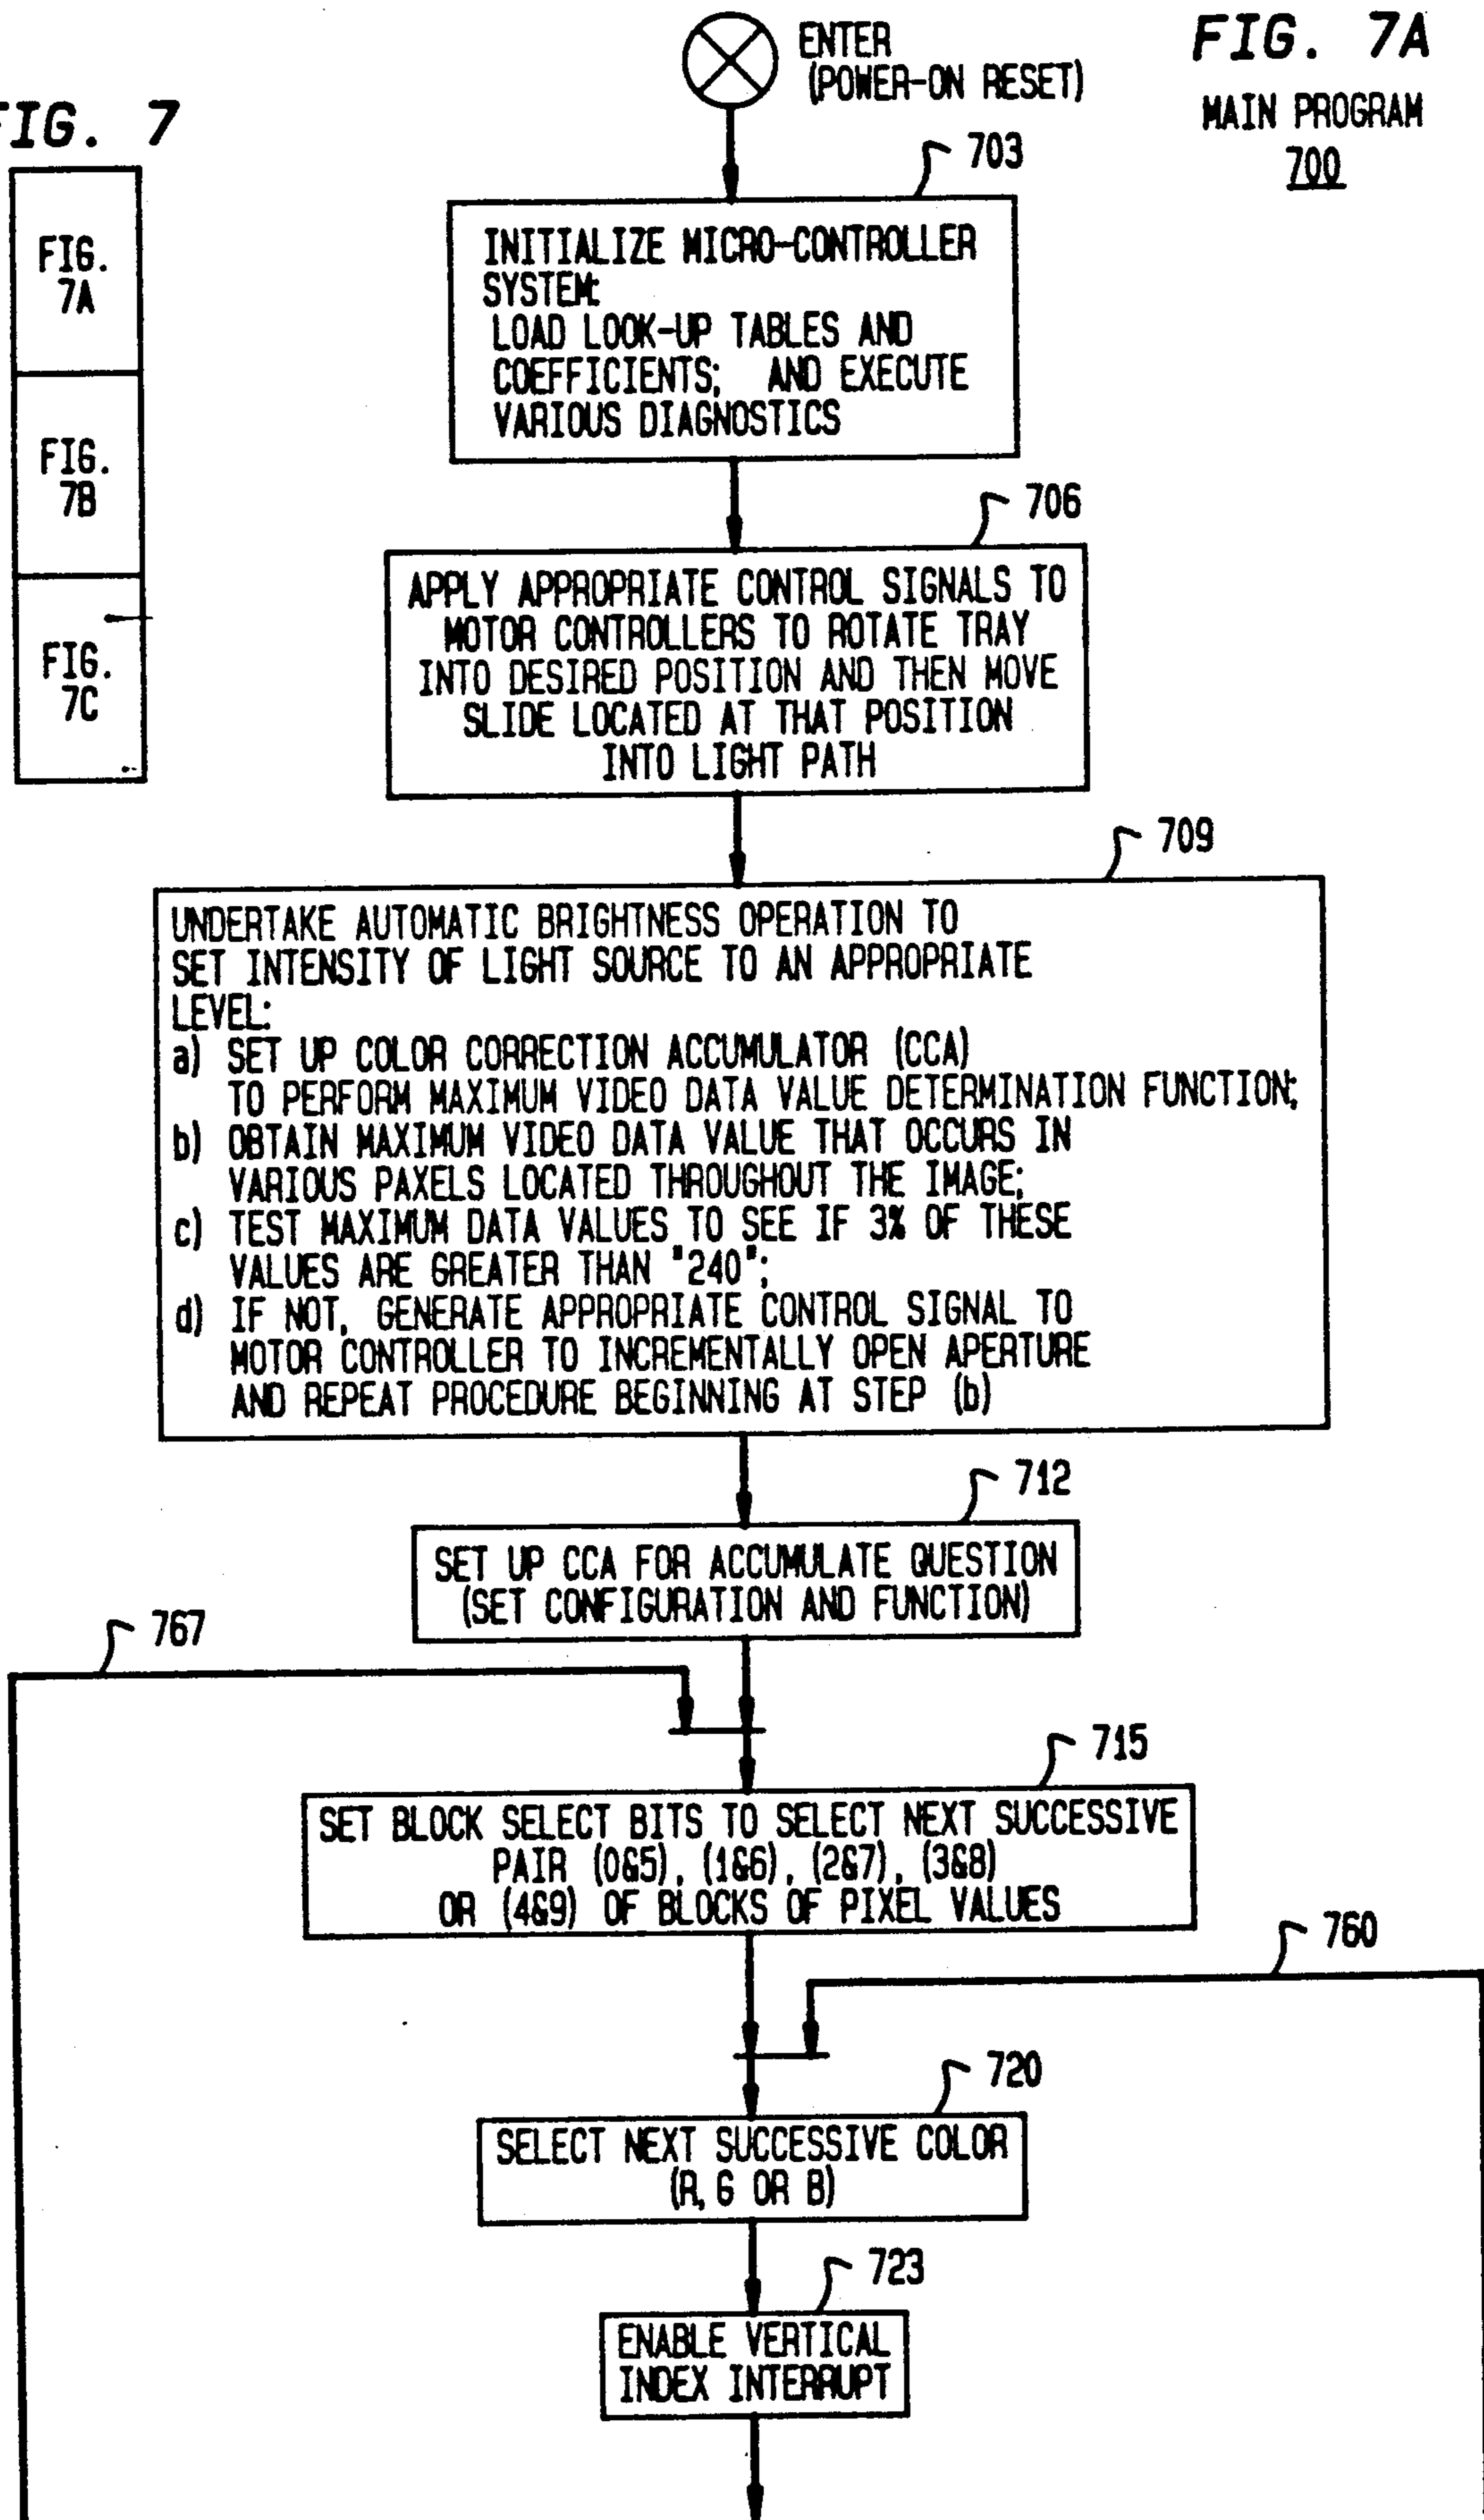 FIG. 7A
MAIN PROGRAM
700
ENTER
(POWER-ON RESET)
FIG. 7
FIG.
7A
FIG.
7B
FIG.
7C
703
INITIALIZE MICRO-CONTROLLER
SYSTEM:
LOAD LOOK-UP TABLES AND
COEFFICIENTS; AND EXECUTE
VARIOUS DIAGNOSTICS
706
APPLY APPROPRIATE CONTROL SIGNALS TO
MOTOR CONTROLLERS TO ROTATE TRAY
INTO DESIRED POSITION AND THEN MOVE
SLIDE LOCATED AT THAT POSITION
INTO LIGHT PATH
709
UNDERTAKE AUTOMATIC BRIGHTNESS OPERATION TO
SET INTENSITY OF LIGHT SOURCE TO AN APPROPRIATE
LEVEL:
a) SET UP COLOR CORRECTION ACCUMULATOR (CCA)
TO PERFORM MAXIMUM VIDEO DATA VALUE DETERMINATION FUNCTION;
b) OBTAIN MAXIMUM VIDEO DATA VALUE THAT OCCURS IN
VARIOUS PAXELS LOCATED THROUGHOUT THE IMAGE;
c) TEST MAXIMUM DATA VALUES TO SEE IF 3% OF THESE
VALUES ARE GREATER THAN "240";
d) IF NOT, GENERATE APPROPRIATE CONTROL SIGNAL TO
MOTOR CONTROLLER TO INCREMENTALLY OPEN APERTURE
AND REPEAT PROCEDURE BEGINNING AT STEP (b)
712
SET UP CCA FOR ACCUMULATE QUESTION
(SET CONFIGURATION AND FUNCTION)
767
715
SET BLOCK SELECT BITS TO SELECT NEXT SUCCESSIVE
PAIR (0&5), (1&6), (2&7), (3&8)
OR (4&9) OF BLOCKS OF PIXEL VALUES
760
720
SELECT NEXT SUCCESSIVE COLOR
(R, G OR B)
723
ENABLE VERTICAL
INDEX INTERRUPT